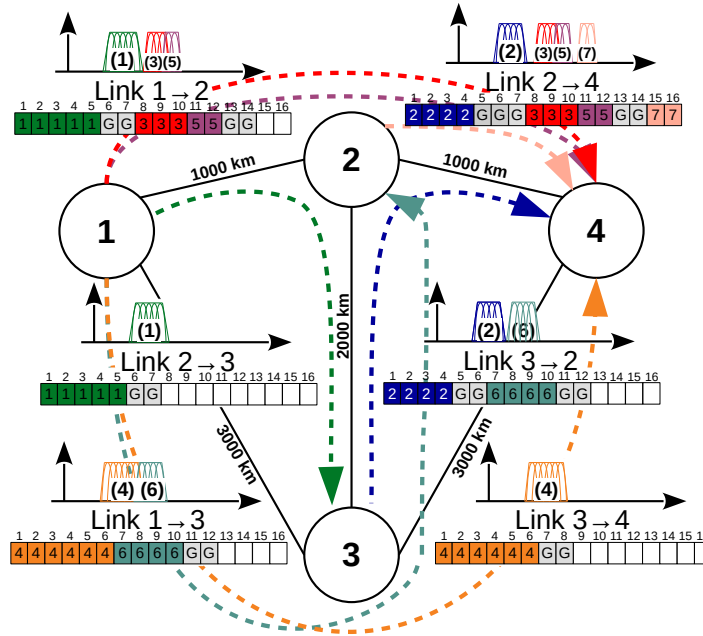 (1) (3)(5)
Link 1→2
1 2 3 4 5 6 7 8 9 10 11 12 13 14 15 16
1 1 1 1 1 G G 3 3 3 5 5 G G
(2) (3)(5) (7)
Link 2→4
1 2 3 4 5 6 7 8 9 10 11 12 13 14 15 16
2 2 2 2 G G G 3 3 3 5 5 G G 7 7
1000 km
2
1000 km
1
4
2000 km
(1)
Link 2→3
1 2 3 4 5 6 7 8 9 10 11 12 13 14 15 16
1 1 1 1 1 G G
(2) (6)
Link 3→2
1 2 3 4 5 6 7 8 9 10 11 12 13 14 15 16
2 2 2 2 G G 6 6 6 6 G G
3000 km
3000 km
(4) (6)
Link 1→3
1 2 3 4 5 6 7 8 9 10 11 12 13 14 15 16
4 4 4 4 4 4 6 6 6 6 G G
3
(4)
Link 3→4
1 2 3 4 5 6 7 8 9 10 11 12 13 14 15
4 4 4 4 4 4 G G